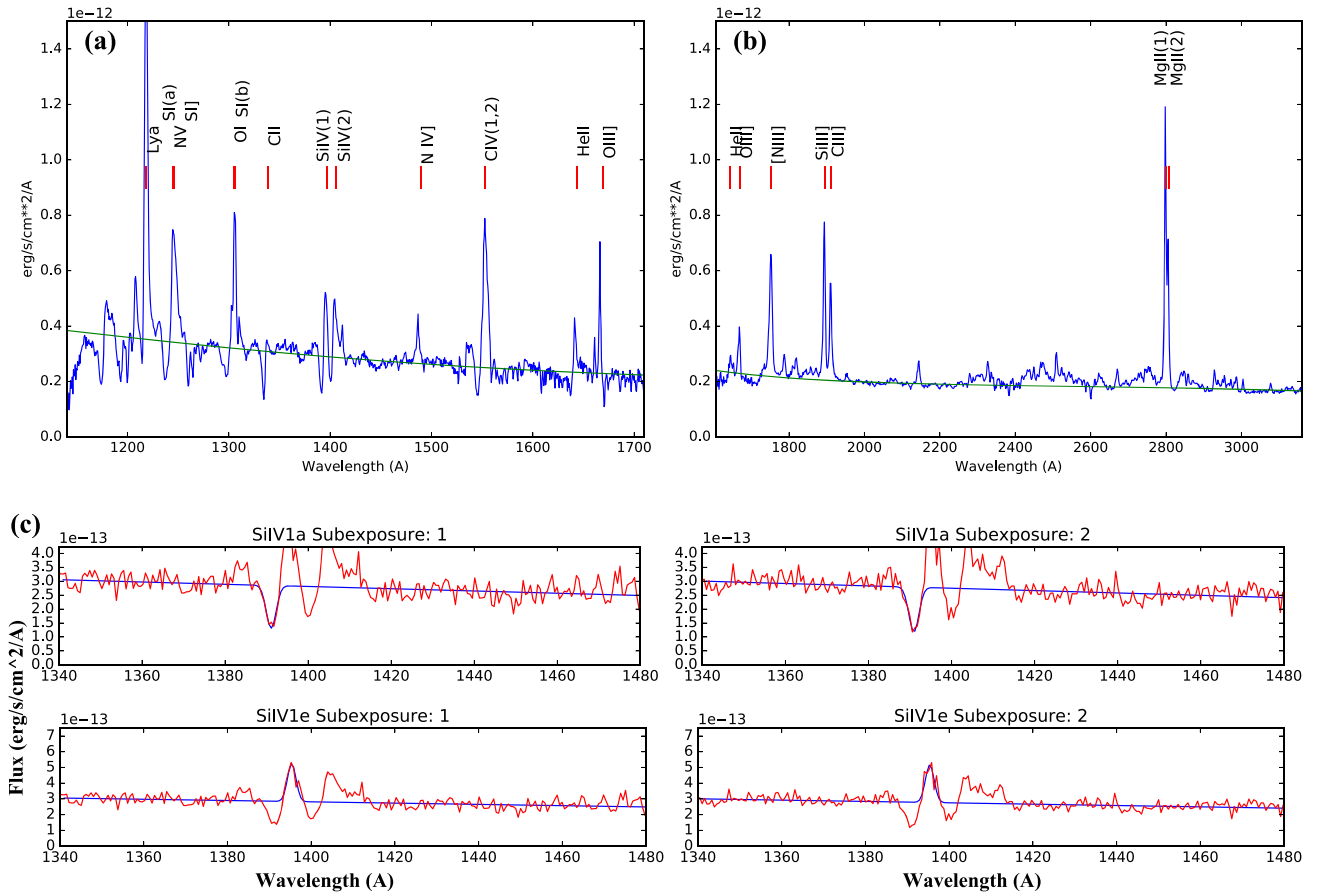 1e−12
(a)
1.4
1.2
1.0
0.8
0.6
0.4
0.2
0.0
erg/s/cm**2/A
Lya
SI(a)
NV
SI]
OI SI(b)
CII
SiIV(1)
SiIV(2)
N IV]
CIV(1,2)
HeII
OIII]
1200 1300 1400 1500 1600 1700
Wavelength (A)
1e−12
(b)
1.4
1.2
1.0
0.8
0.6
0.4
0.2
0.0
erg/s/cm**2/A
HeII
OIII]
[NIII]
SiIII]
CIII]
MgII(1)
MgII(2)
1800 2000 2200 2400 2600 2800 3000
Wavelength (A)
(c)
Flux (erg/s/cm^2/A)
SiIV1a Subexposure: 1
1e−13
4.0
3.5
3.0
2.5
2.0
1.5
1.0
0.5
0.0
1340 1360 1380 1400 1420 1440 1460 1480
SiIV1a Subexposure: 2
1e−13
4.0
3.5
3.0
2.5
2.0
1.5
1.0
0.5
0.0
1340 1360 1380 1400 1420 1440 1460 1480
SiIV1e Subexposure: 1
1e−13
7
6
5
4
3
2
1
0
1340 1360 1380 1400 1420 1440 1460 1480
Wavelength (A)
SiIV1e Subexposure: 2
1e−13
7
6
5
4
3
2
1
0
1340 1360 1380 1400 1420 1440 1460 1480
Wavelength (A)